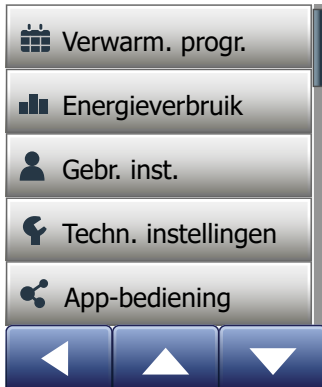 Verwarm. progr.
Energieverbruik
Gebr. inst.
Techn. instellingen
App-bediening